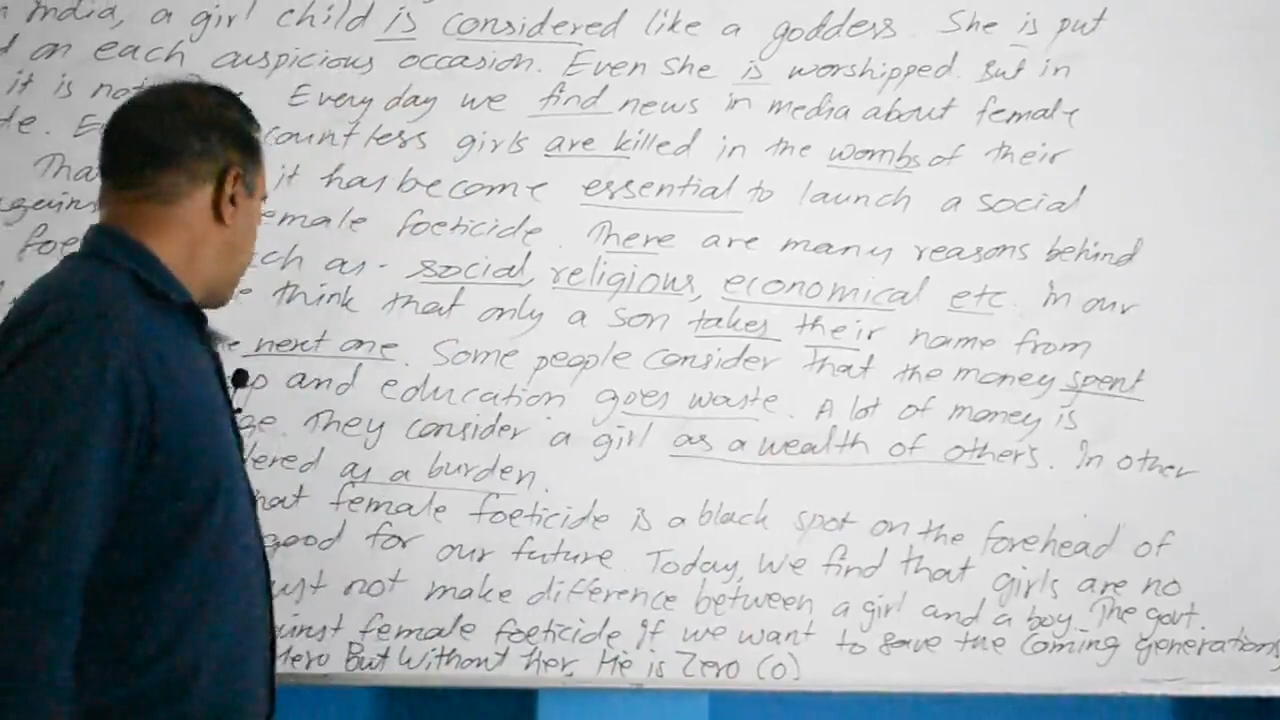 India, a girl child is considered like a goddess. She is put
on each auspicious occasion. Even she is worshipped. But in
it is not Everyday we find news in media about female
countless girls are killed in the wombs of their
it has become essential to launch a social
female foeticide. There are many reasons behind
as - social, religious, economical etc. In our
think that only a son takes their name from
next one. Some people consider that the money spent
and education goes waste. A lot of money is
They consider a girl as a wealth of others. In other
as a burden.
female foeticide is a black spot on the forehead of
good for our future. Today, we find that girls are no
not make difference between a girl and a boy. The govt.
female foeticide if we want to save the coming generations
Hero But Without Her, He is Zero (0)